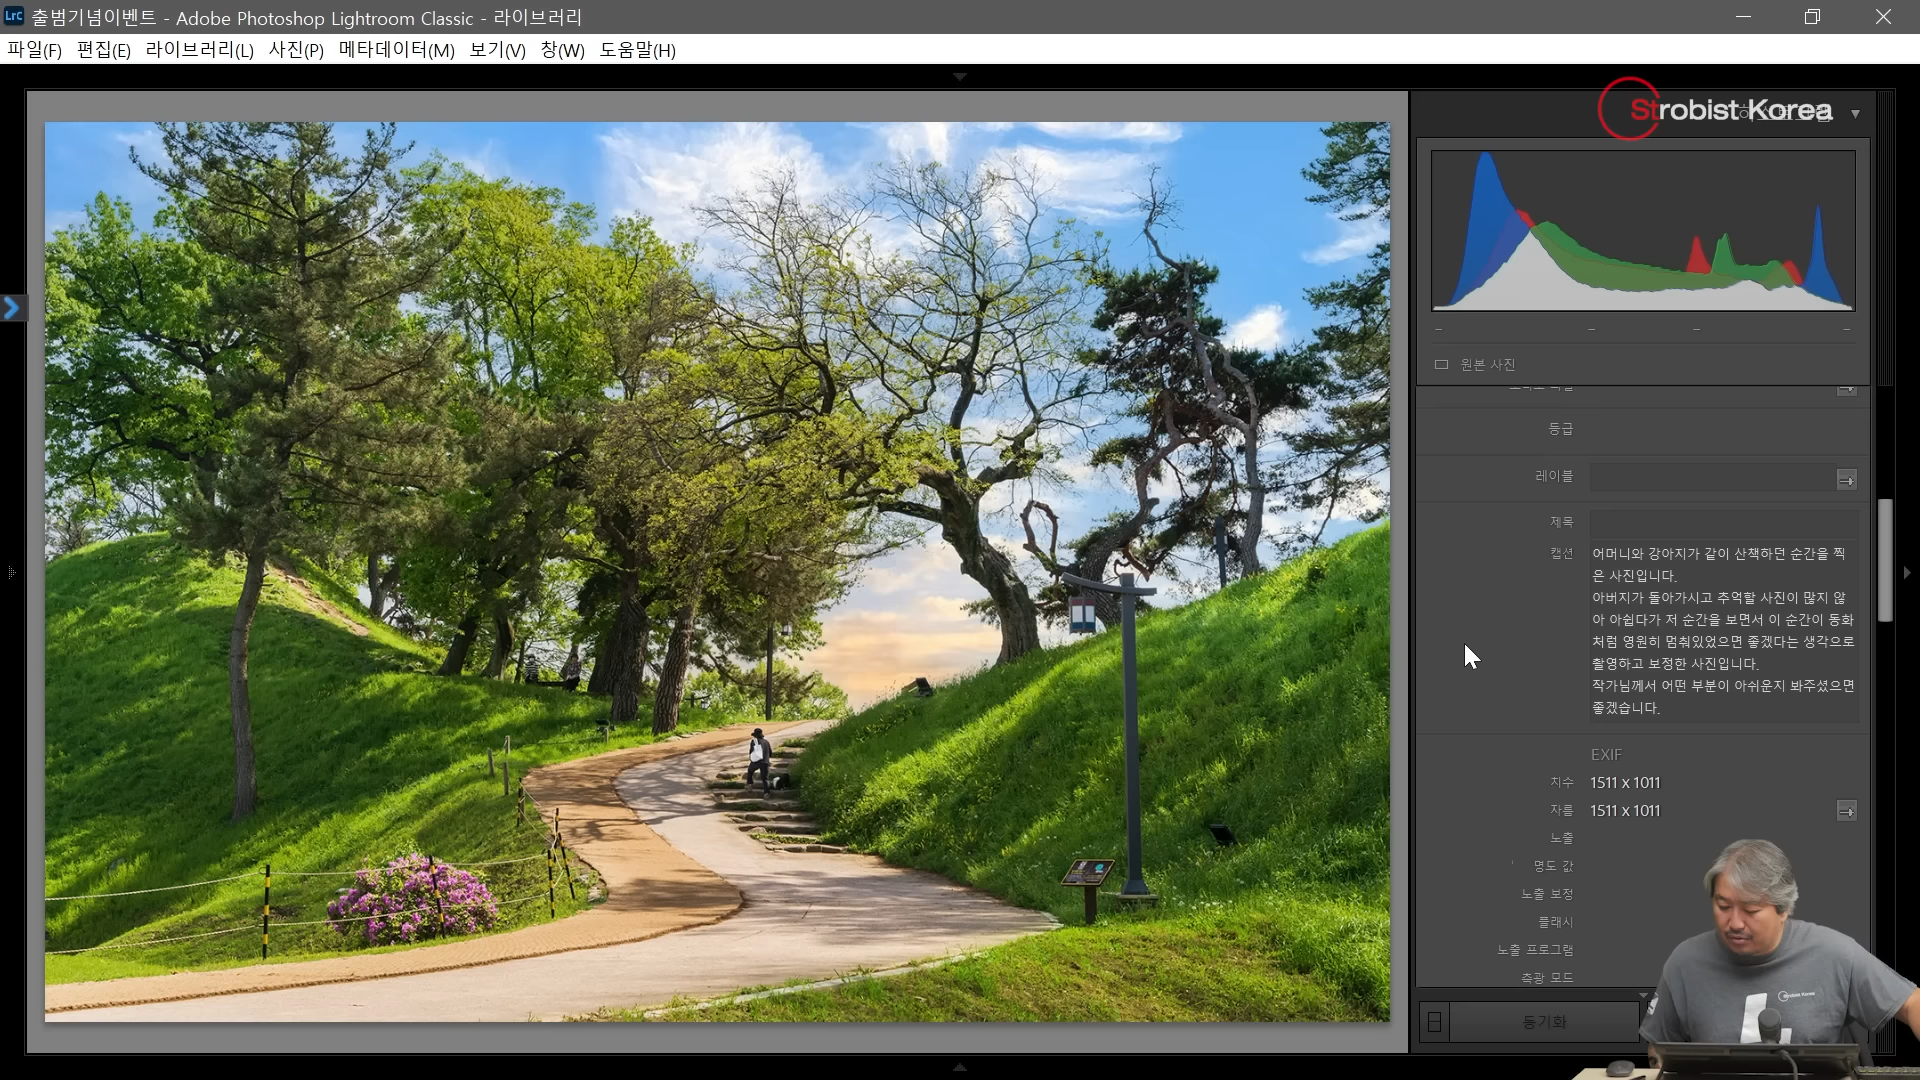 LrC 출범기념이벤트 - Adobe Photoshop Lightroom Classic - 라이브러리
파일(F) 편집(E) 라이브러리(L) 사진(P) 메타데이터(M) 보기(V) 창(W) 도움말(H)
Strobist Korea
원본 사진
등급
레이블
제목
캡션 어머니와 강아지가 같이 산책하던 순간을 찍
은 사진입니다.
아버지가 돌아가시고 추억할 사진이 많지 않
아 아쉽다가 저 순간을 보면서 이 순간이 동화
처럼 영원히 멈춰있었으면 좋겠다는 생각으로
촬영하고 보정한 사진입니다.
작가님께서 어떤 부분이 아쉬운지 봐주셨으면
좋겠습니다.
EXIF
치수 1511 x 1011
자름 1511 x 1011
노출
명도 값
노출 보정
플래시
노출 프로그램
측광 모드
동기화